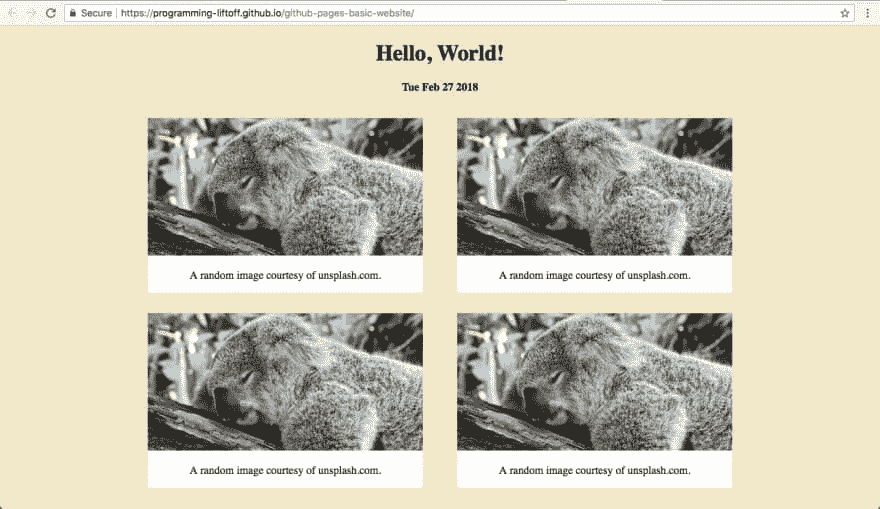 Secure https://programming-liftoff.github.io/github-pages-basic-website/
Hello, World!
Tue Feb 27 2018
A random image courtesy of unsplash.com.
A random image courtesy of unsplash.com.
A random image courtesy of unsplash.com.
A random image courtesy of unsplash.com.